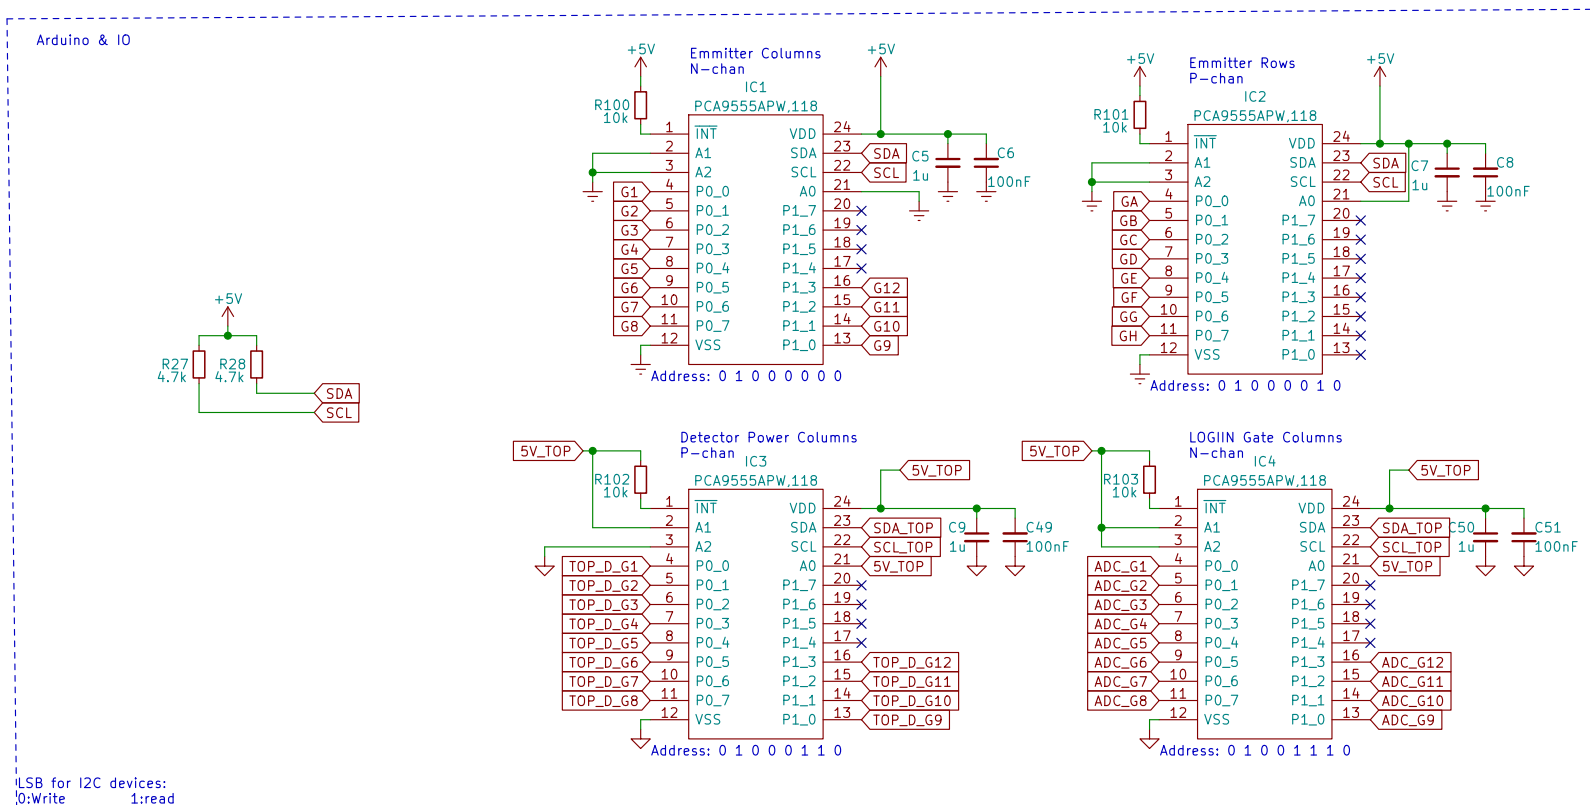 Arduino & IO
+5V
R27
4.7k
R28
4.7k
SDA
SCL
LSB for I2C devices:
0:Write 1:read
Emmitter Columns
N-chan
IC1
PCA9555APW,118
+5V
R100
10k
+5V
1 INT VDD 24
2 A1 SDA 23 SDA
3 A2 SCL 22 SCL
G1 4 P0_0 A0 21
G2 5 P0_1 P1_7 20
G3 6 P0_2 P1_6 19
G4 7 P0_3 P1_5 18
G5 8 P0_4 P1_4 17
G6 9 P0_5 P1_3 16 G12
G7 10 P0_6 P1_2 15 G11
G8 11 P0_7 P1_1 14 G10
12 VSS P1_0 13 G9
C5
1u
C6
100nF
Address: 0 1 0 0 0 0 0 0
Emmitter Rows
P-chan
IC2
PCA9555APW,118
+5V
R101
10k
+5V
1 INT VDD 24
2 A1 SDA 23 SDA
3 A2 SCL 22 SCL
GA 4 P0_0 A0 21
GB 5 P0_1 P1_7 20
GC 6 P0_2 P1_6 19
GD 7 P0_3 P1_5 18
GE 8 P0_4 P1_4 17
GF 9 P0_5 P1_3 16
GG 10 P0_6 P1_2 15
GH 11 P0_7 P1_1 14
12 VSS P1_0 13
C7
1u
C8
100nF
Address: 0 1 0 0 0 0 1 0
Detector Power Columns
P-chan
IC3
PCA9555APW,118
5V_TOP
R102
10k
5V_TOP
1 INT VDD 24
2 A1 SDA 23 SDA_TOP
3 A2 SCL 22 SCL_TOP
TOP_D_G1 4 P0_0 A0 21 5V_TOP
TOP_D_G2 5 P0_1 P1_7 20
TOP_D_G3 6 P0_2 P1_6 19
TOP_D_G4 7 P0_3 P1_5 18
TOP_D_G5 8 P0_4 P1_4 17
TOP_D_G6 9 P0_5 P1_3 16 TOP_D_G12
TOP_D_G7 10 P0_6 P1_2 15 TOP_D_G11
TOP_D_G8 11 P0_7 P1_1 14 TOP_D_G10
12 VSS P1_0 13 TOP_D_G9
C9
1u
C49
100nF
Address: 0 1 0 0 0 1 1 0
LOGIIN Gate Columns
N-chan
IC4
PCA9555APW,118
5V_TOP
R103
10k
5V_TOP
1 INT VDD 24
2 A1 SDA 23 SDA_TOP
3 A2 SCL 22 SCL_TOP
ADC_G1 4 P0_0 A0 21 5V_TOP
ADC_G2 5 P0_1 P1_7 20
ADC_G3 6 P0_2 P1_6 19
ADC_G4 7 P0_3 P1_5 18
ADC_G5 8 P0_4 P1_4 17
ADC_G6 9 P0_5 P1_3 16 ADC_G12
ADC_G7 10 P0_6 P1_2 15 ADC_G11
ADC_G8 11 P0_7 P1_1 14 ADC_G10
12 VSS P1_0 13 ADC_G9
C50
1u
C51
100nF
Address: 0 1 0 0 1 1 1 0